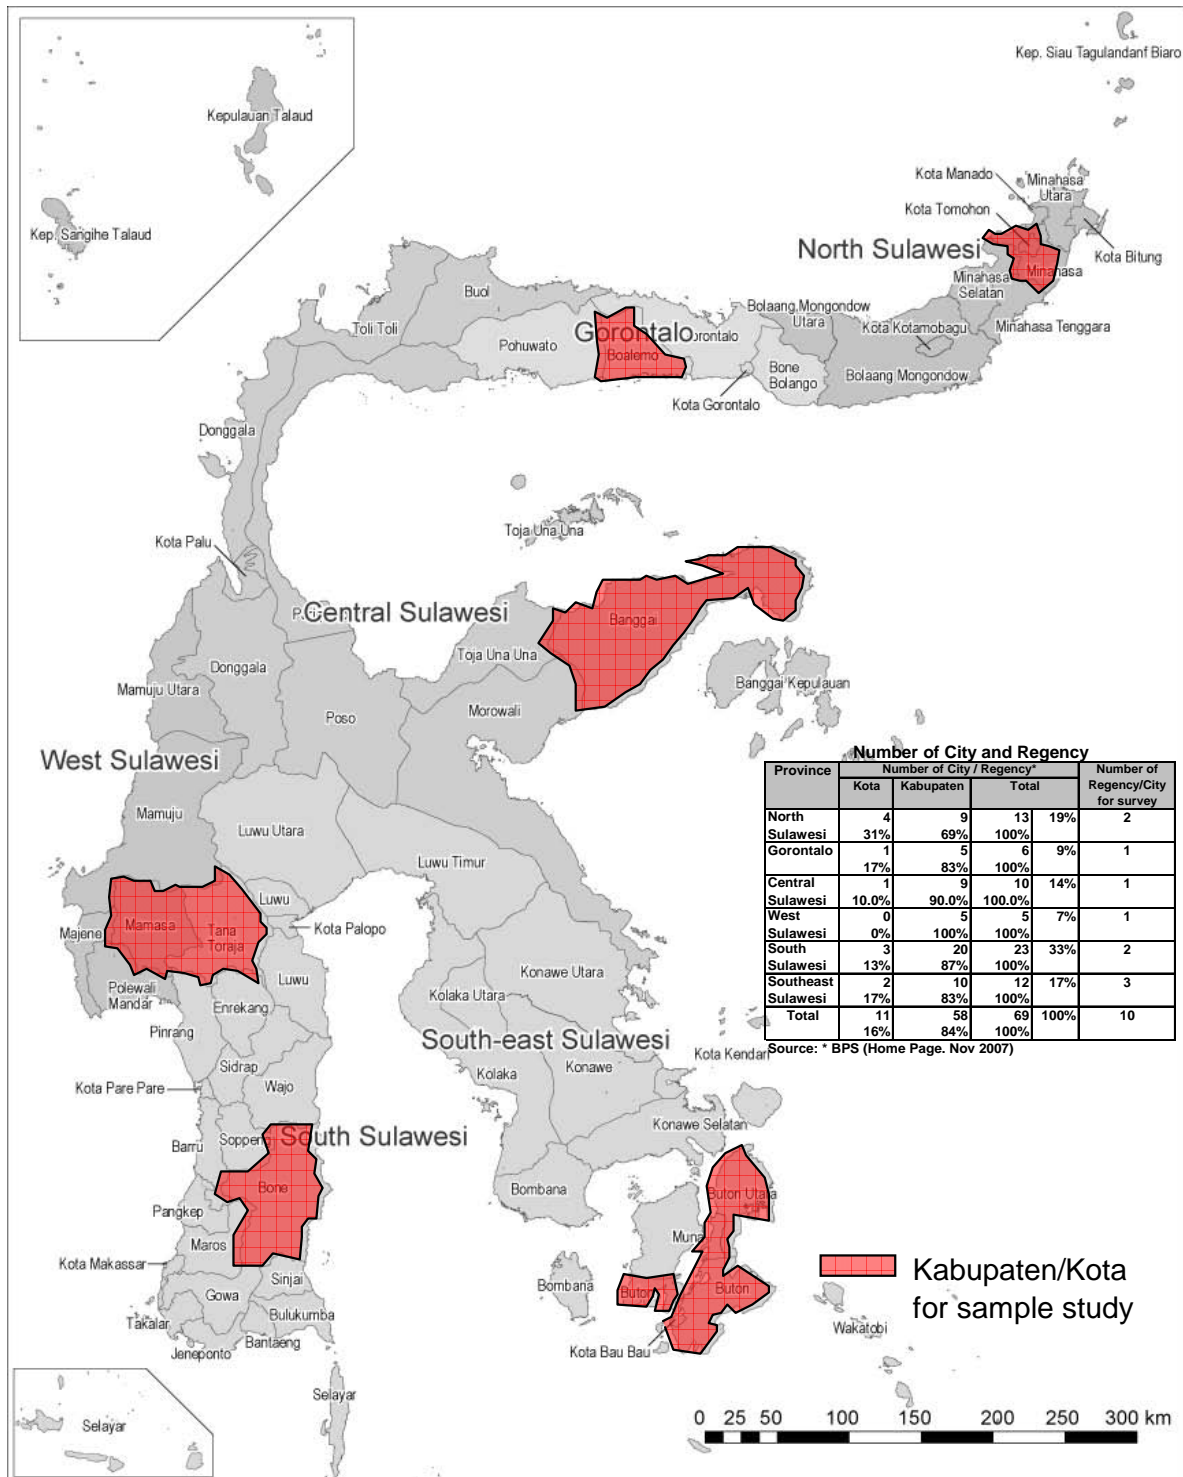 Kep. Siau Tagulandanf Biaro
Kepulauan Talaud
Kep. Sangihe Talaud
Kota Manado
Minahasa
Utara
Kota Tomohon
North Sulawesi
Kota Bitung
Minahasa
Minahasa
Selatan
Buol
Toli Toli
Bolaang Mongondow
Utara
Kota Kotamobagu
Minahasa Tenggara
Gorontalo
orontalo
Pohuwato
Boalemo
Bone
Bolango
Bolaang Mongondow
Kota Gorontalo
Donggala
Toja Una Una
Kota Palu
Central Sulawesi
Banggai
Toja Una Una
Donggala
Mamuju Utara
Banggai Kepulauan
Poso
Morowali
West Sulawesi
Mamuju
Luwu Utara
Luwu Timur
Number of City and Regency
Province Number of City / Regency* Number of
Kota Kabupaten Total Regency/City
for survey
North 4 9 13 19% 2
Sulawesi 31% 69% 100%
Gorontalo 1 5 6 9% 1
17% 83% 100%
Central 1 9 10 14% 1
Sulawesi 10.0% 90.0% 100.0%
West 0 5 5 7% 1
Sulawesi 0% 100% 100%
South 3 20 23 33% 2
Sulawesi 13% 87% 100%
Southeast 2 10 12 17% 3
Sulawesi 17% 83% 100%
Total 11 58 69 100% 10
16% 84% 100%
Source: * BPS (Home Page. Nov 2007)
Luwu
Mamasa
Tana
Toraja
Kota Palopo
Majene
Luwu
Konawe Utara
Polewali
Mandar
Enrekang
Kolaka Utara
Pinrang
South-east Sulawesi
Kota Kendari
Sidrap
Kolaka
Konawe
Kota Pare Pare
Wajo
Konawe Selatan
Soppeng
South Sulawesi
Barru
Bone
Bombana
Buton Utara
Pangkep
Muna
Maros
Kota Makassar
Sinjai
Bombana
Buton
Buton
Gowa
Bulukumba
Takalar
Bantaeng
Jeneponto
Kota Bau Bau
Wakatobi
Kabupaten/Kota
for sample study
Selayar
Selayar
0 25 50 100 150 200 250 300 km